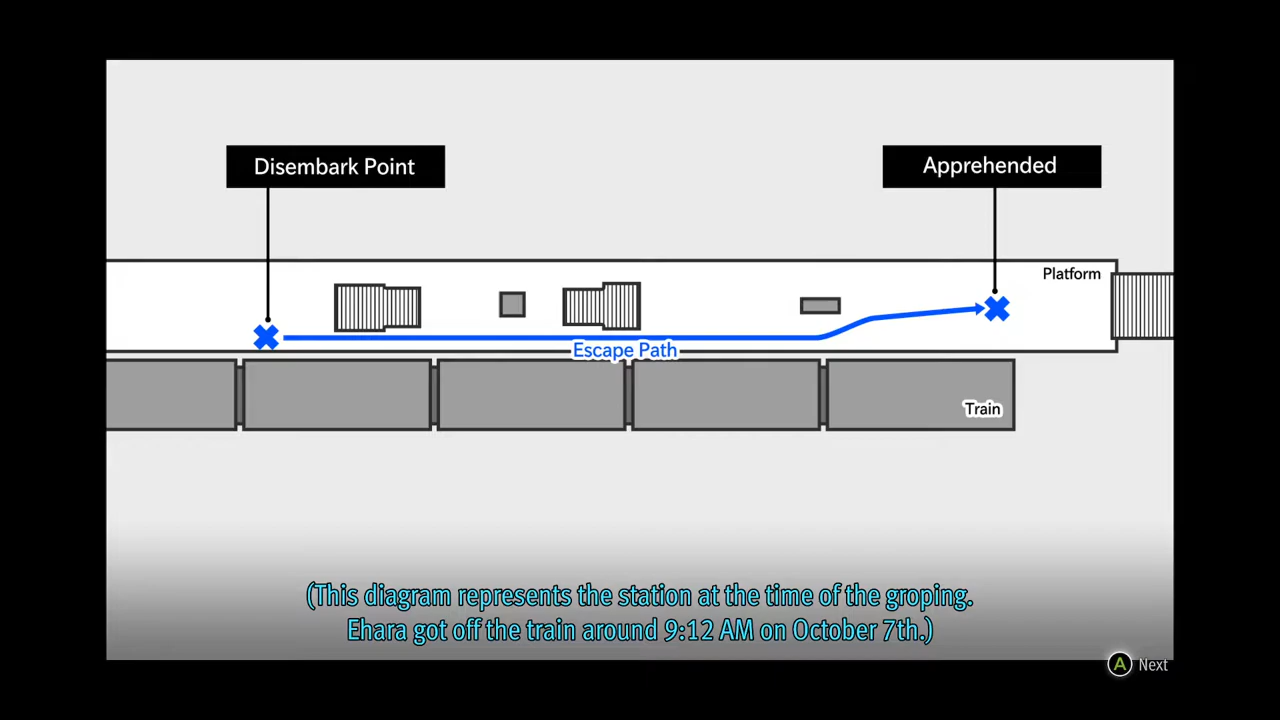 Disembark Point
Apprehended
Platform
Escape Path
Train
(This diagram represents the station at the time of the groping.
Ehara got off the train around 9:12 AM on October 7th.)
A Next